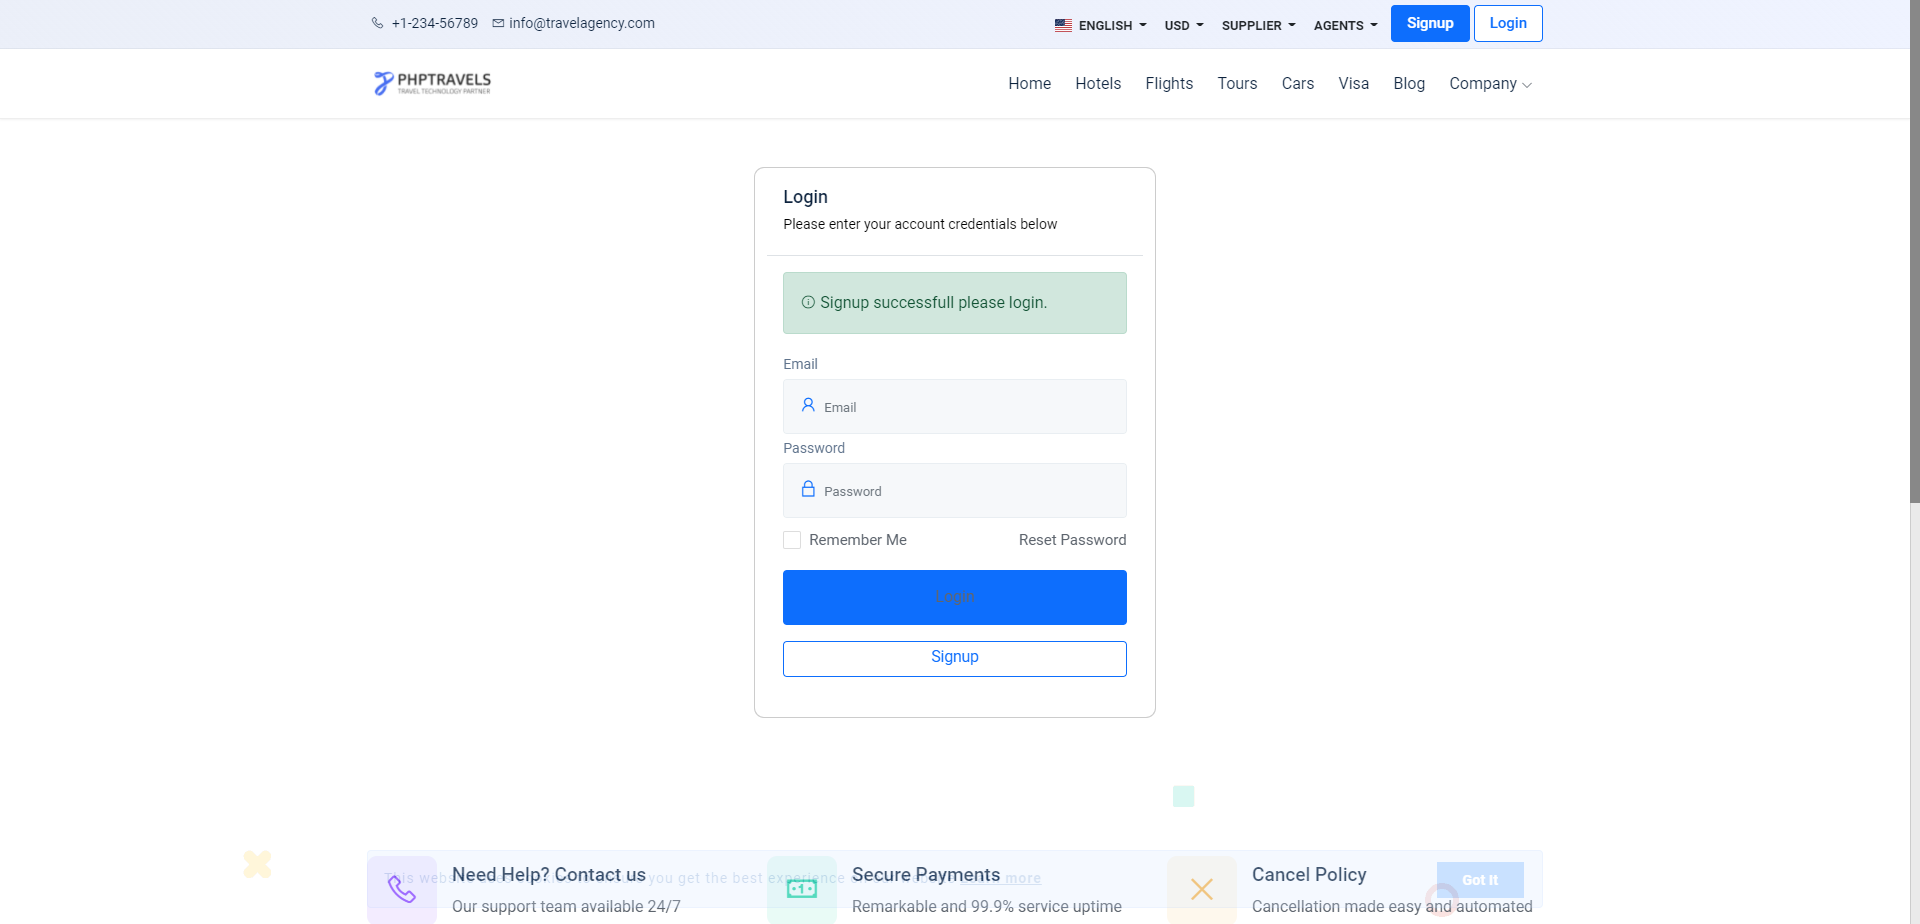 +1-234-56789 info@travelagency.com ENGLISH USD SUPPLIER AGENTS Signup Login
PHPTRAVELS
TRAVEL TECHNOLOGY PARTNER
Home Hotels Flights Tours Cars Visa Blog Company
Login
Please enter your account credentials below
Signup successfull please login.
Email
Email
Password
Password
Remember Me Reset Password
Login
Signup
Need Help? Contact us Secure Payments Cancel Policy
This website you get the best experience more Got It
Our support team available 24/7 Remarkable and 99.9% service uptime Cancellation made easy and automated